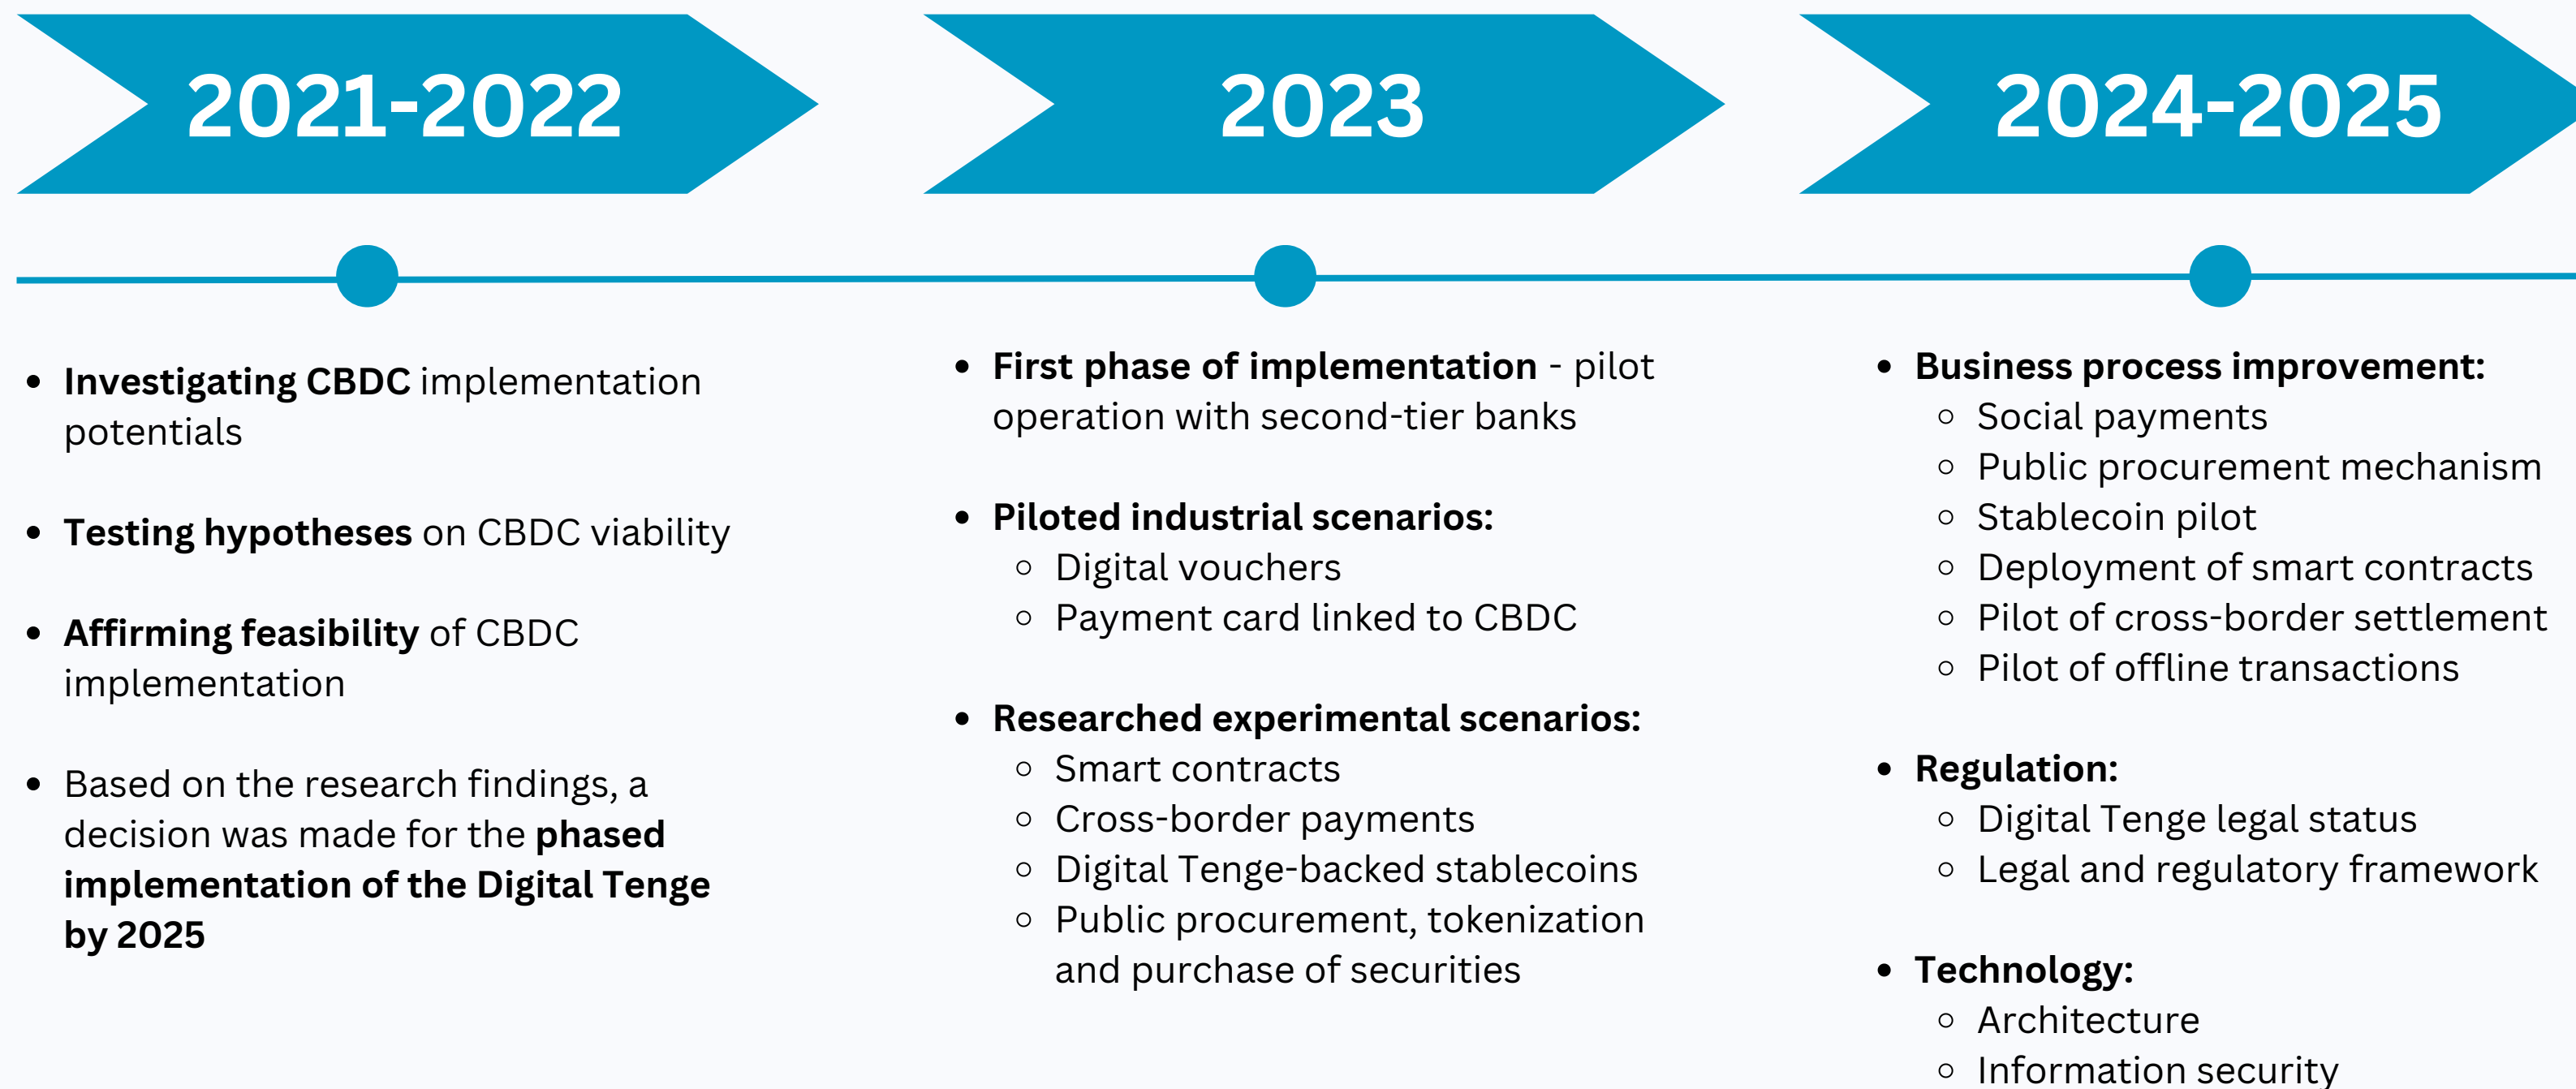 2021-2022
2023
2024-2025
• Investigating CBDC implementation
potentials
• Testing hypotheses on CBDC viability
• Affirming feasibility of CBDC
implementation
• Based on the research findings, a
decision was made for the phased
implementation of the Digital Tenge
by 2025
• First phase of implementation - pilot
operation with second-tier banks
• Piloted industrial scenarios:
○ Digital vouchers
○ Payment card linked to CBDC
• Researched experimental scenarios:
○ Smart contracts
○ Cross-border payments
○ Digital Tenge-backed stablecoins
○ Public procurement, tokenization
and purchase of securities
• Business process improvement:
○ Social payments
○ Public procurement mechanism
○ Stablecoin pilot
○ Deployment of smart contracts
○ Pilot of cross-border settlement
○ Pilot of offline transactions
• Regulation:
○ Digital Tenge legal status
○ Legal and regulatory framework
• Technology:
○ Architecture
○ Information security